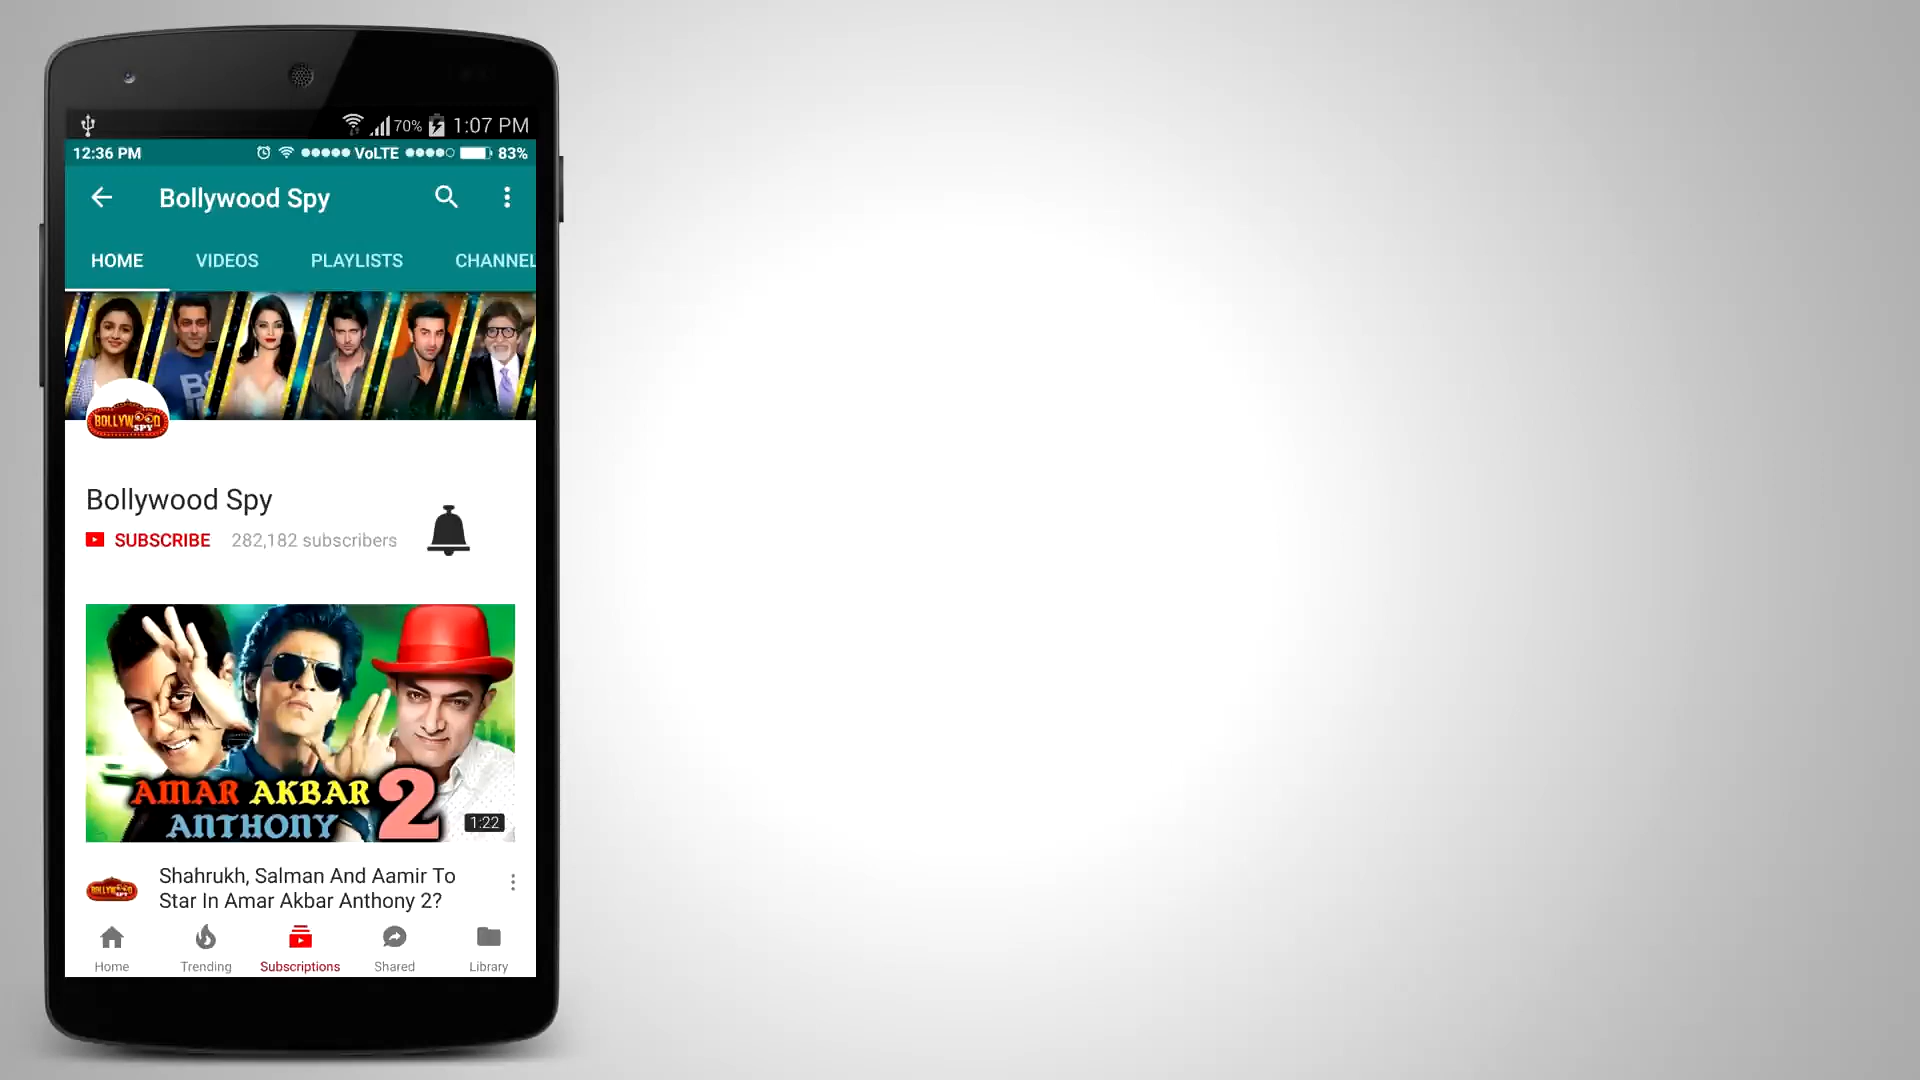 70% 1:07 PM
12:36 PM VoLTE 83%
Bollywood Spy
HOME VIDEOS PLAYLISTS CHANNEL
BOLLYWOOD
SPY
Bollywood Spy
SUBSCRIBE 282,182 subscribers
AMAR AKBAR
ANTHONY 2
1:22
Shahrukh, Salman And Aamir To
Star In Amar Akbar Anthony 2?
Home Trending Subscriptions Shared Library